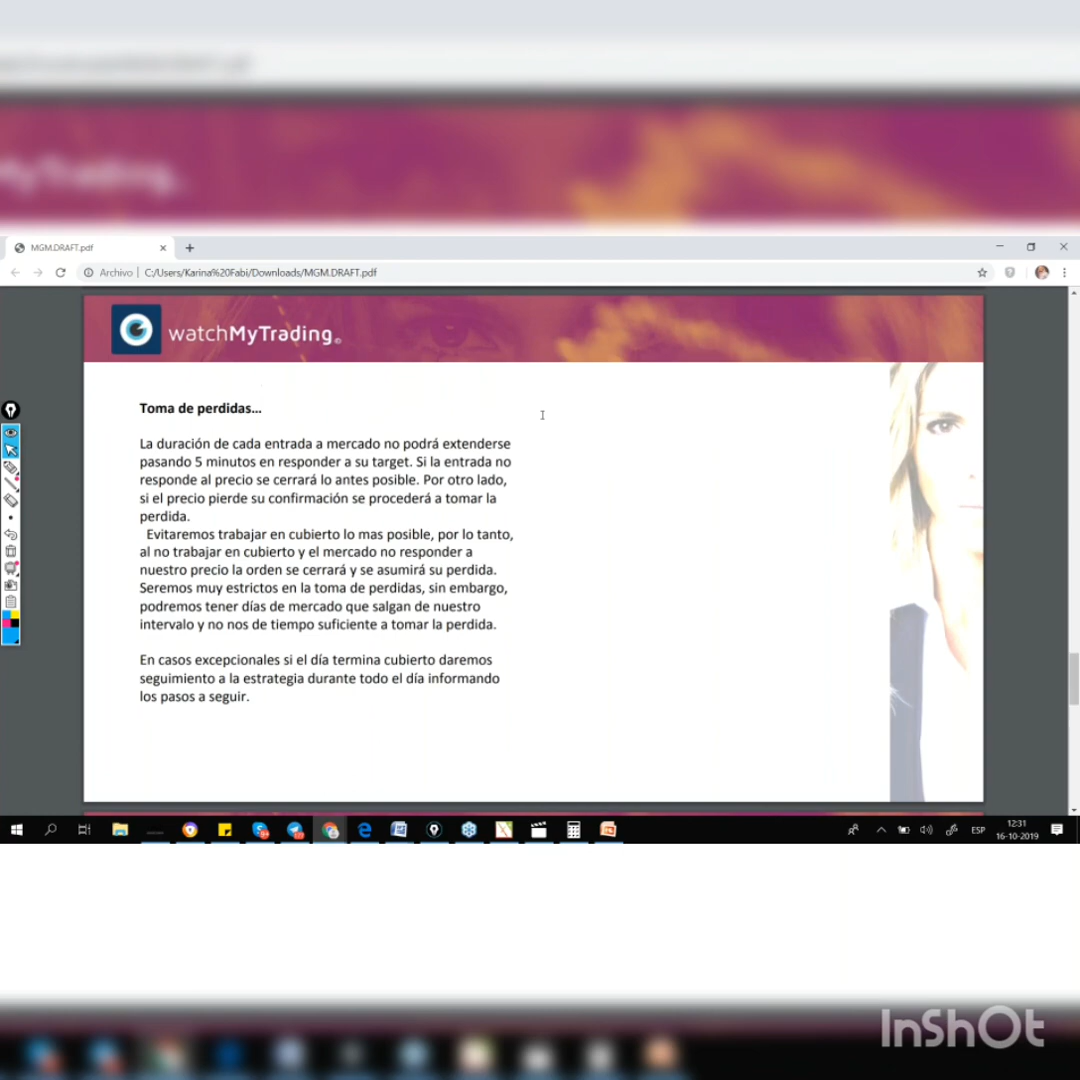 MyTrading
MGM.DRAFT.pdf
Archivo | C:/Users/Karina%20Fabi/Downloads/MGM.DRAFT.pdf
watchMyTrading
Toma de perdidas...
La duración de cada entrada a mercado no podrá extenderse
pasando 5 minutos en responder a su target. Si la entrada no
responde al precio se cerrará lo antes posible. Por otro lado,
si el precio pierde su confirmación se procederá a tomar la
perdida.
Evitaremos trabajar en cubierto lo mas posible, por lo tanto,
al no trabajar en cubierto y el mercado no responder a
nuestro precio la orden se cerrará y se asumirá su perdida.
Seremos muy estrictos en la toma de perdidas, sin embargo,
podremos tener días de mercado que salgan de nuestro
intervalo y no nos de tiempo suficiente a tomar la perdida.
En casos excepcionales si el día termina cubierto daremos
seguimiento a la estrategia durante todo el día informando
los pasos a seguir.
ESP
12:31
16-10-2019
InShOt